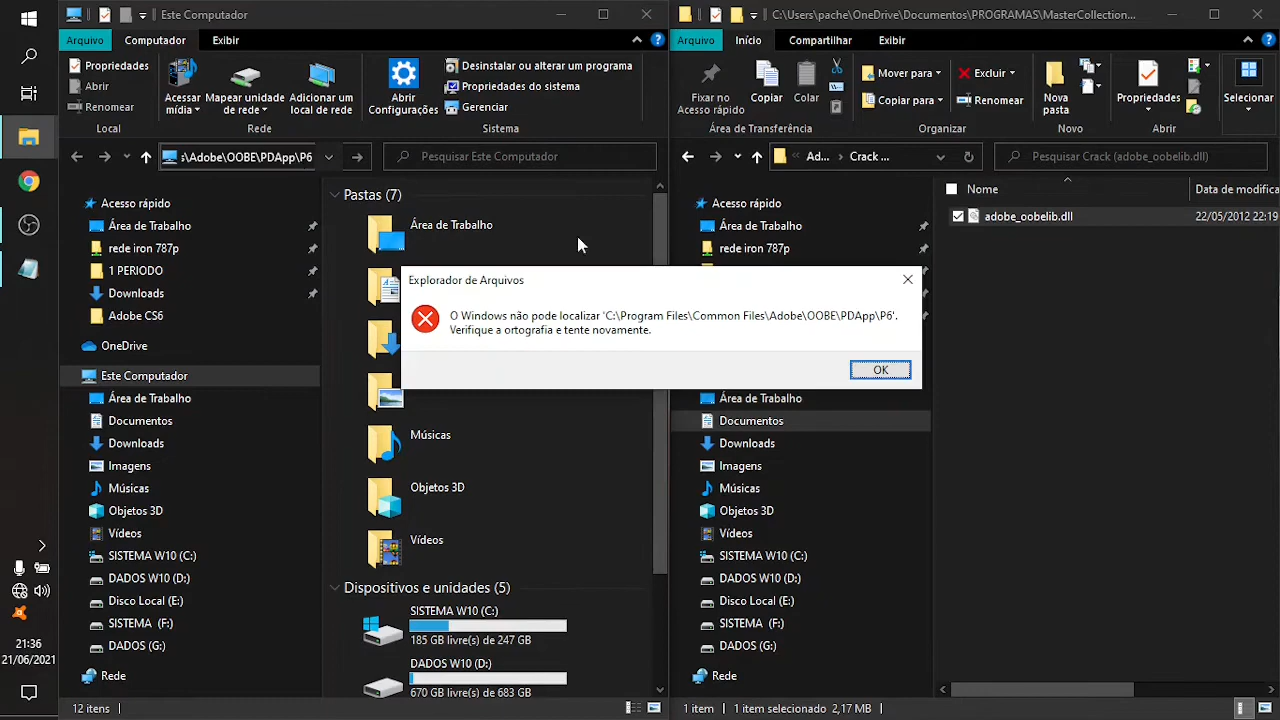 Este Computador
Arquivo
Computador
Exibir
Propriedades
Abrir
Renomear
Local
Acessar mídia
Mapear unidade de rede
Adicionar um local de rede
Rede
Abrir Configurações
Desinstalar ou alterar um programa
Propriedades do sistema
Gerenciar
Sistema
:\Adobe\OOBE\PDApp\P6
Pesquisar Este Computador
Acesso rápido
Área de Trabalho
rede iron 787p
1 PERIODO
Downloads
Adobe CS6
OneDrive
Este Computador
Área de Trabalho
Documentos
Downloads
Imagens
Músicas
Objetos 3D
Vídeos
SISTEMA W10 (C:)
DADOS W10 (D:)
Disco Local (E:)
SISTEMA (F:)
DADOS (G:)
Rede
Pastas (7)
Área de Trabalho
Músicas
Objetos 3D
Vídeos
Dispositivos e unidades (5)
SISTEMA W10 (C:)
185 GB livre(s) de 247 GB
DADOS W10 (D:)
670 GB livre(s) de 683 GB
12 itens
Explorador de Arquivos
O Windows não pode localizar 'C:\Program Files\Common Files\Adobe\OOBE\PDApp\P6'.
Verifique a ortografia e tente novamente.
OK
C:\Users\pache\OneDrive\Documentos\PROGRAMAS\MasterCollection...
Arquivo
Início
Compartilhar
Exibir
Fixar no Acesso rápido
Copiar
Colar
Área de Transferência
Mover para
Copiar para
Excluir
Renomear
Organizar
Nova pasta
Novo
Propriedades
Abrir
Selecionar
Ad...
Crack ...
Pesquisar Crack (adobe_oobelib.dll)
Acesso rápido
Área de Trabalho
rede iron 787p
Área de Trabalho
Documentos
Downloads
Imagens
Músicas
Objetos 3D
Vídeos
SISTEMA W10 (C:)
DADOS W10 (D:)
Disco Local (E:)
SISTEMA (F:)
DADOS (G:)
Rede
Nome
Data de modifica
adobe_oobelib.dll
22/05/2012 22:19
1 item
1 item selecionado 2,17 MB
21:36
21/06/2021